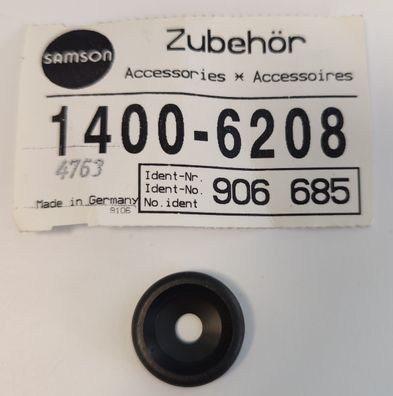 SAMSON
Zubehör
Accessories * Accessoires
1400-6208
4763
Ident-Nr.
Ident-No. 906 685
No.ident
Made in Germany
9106